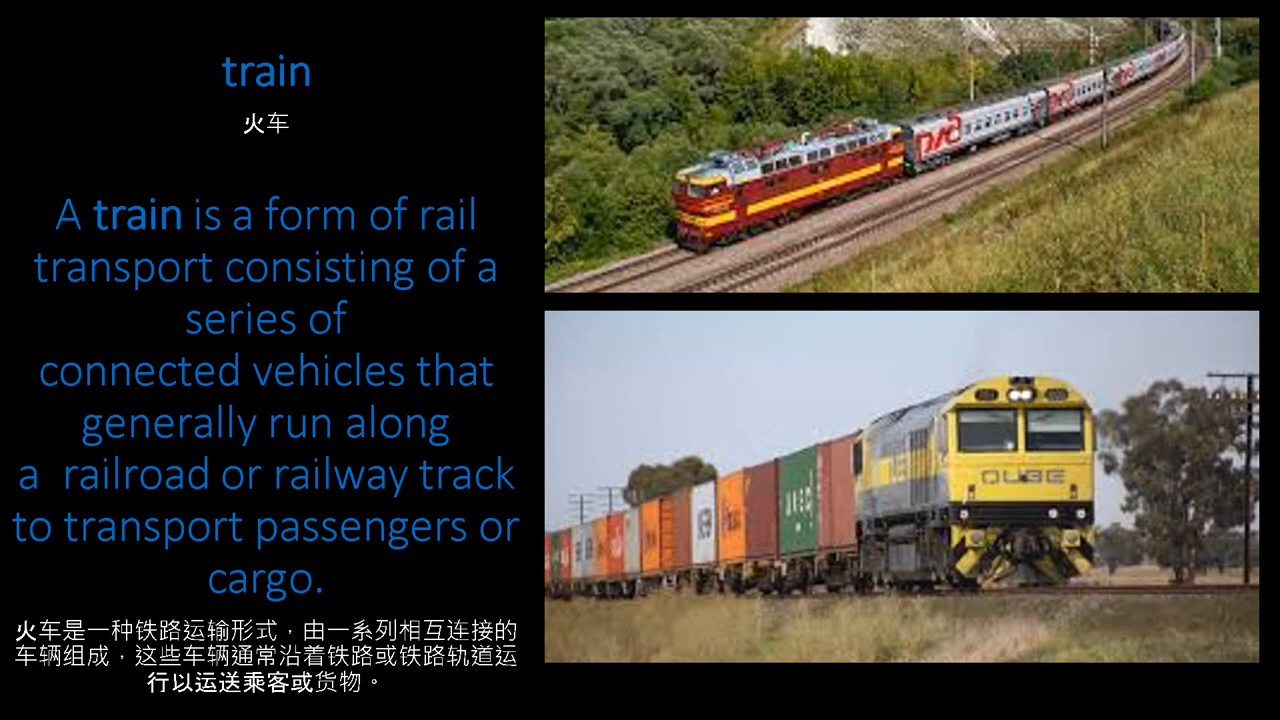 train
火车
A train is a form of rail
transport consisting of a
series of
connected vehicles that
generally run along
a  railroad or railway track
to transport passengers or
cargo.
火车是一种铁路运输形式，由一系列相互连接的
车辆组成，这些车辆通常沿着铁路或铁路轨道运
行以运送乘客或货物。
QUBE